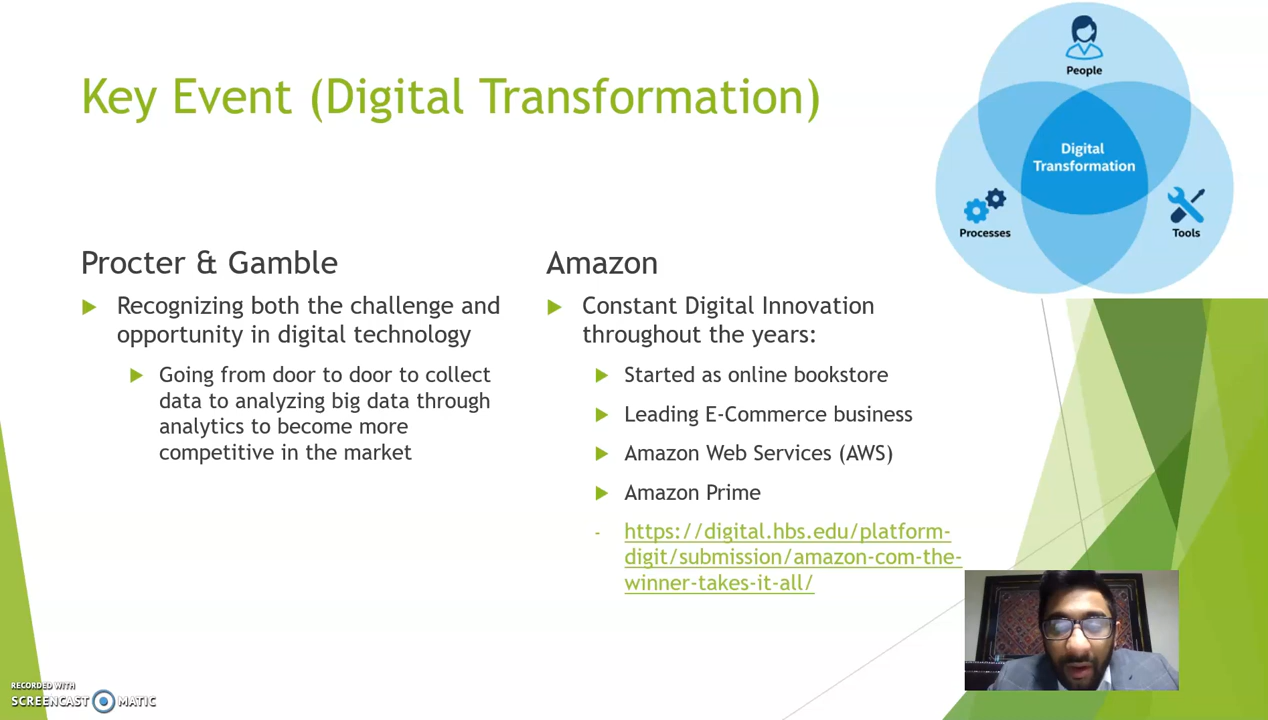 Key Event (Digital Transformation)
People
Digital
Transformation
Processes
Tools
Procter & Gamble
Recognizing both the challenge and
opportunity in digital technology
Going from door to door to collect
data to analyzing big data through
analytics to become more
competitive in the market
Amazon
Constant Digital Innovation
throughout the years:
Started as online bookstore
Leading E-Commerce business
Amazon Web Services (AWS)
Amazon Prime
- https://digital.hbs.edu/platform-
digit/submission/amazon-com-the-
winner-takes-it-all/
RECORDED WITH
SCREENCAST MATIC